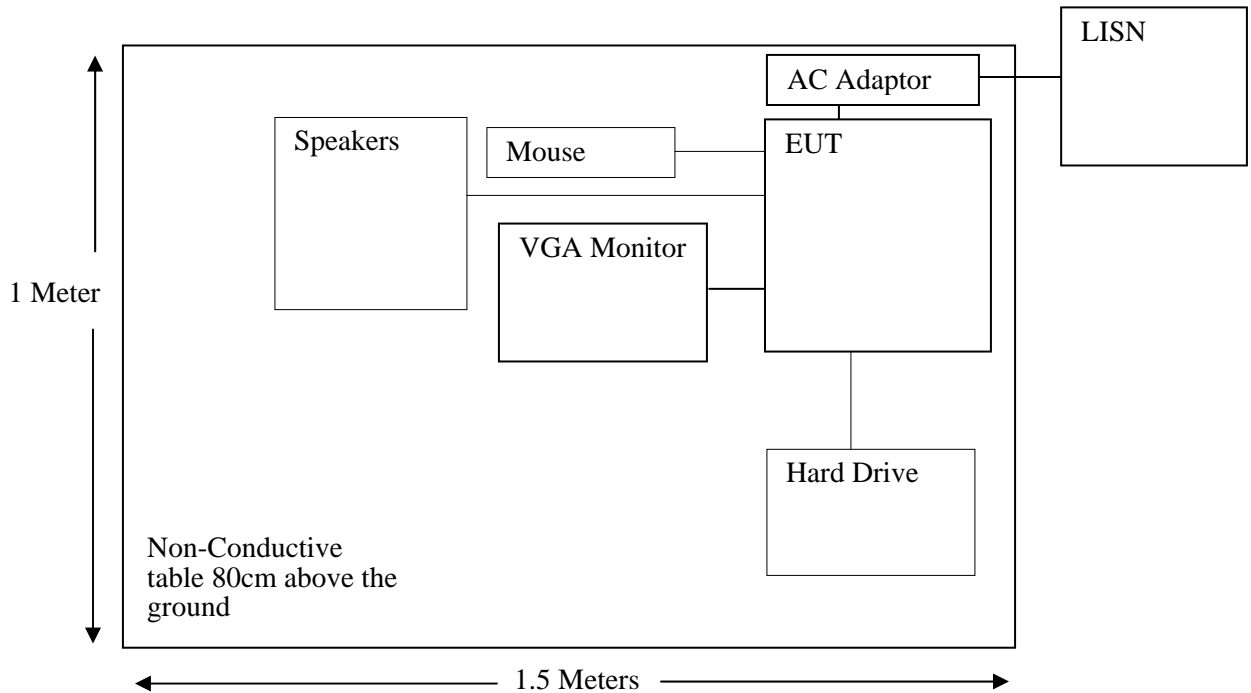 LISN
AC Adaptor
Speakers
Mouse
EUT
VGA Monitor
1 Meter
Hard Drive
Non-Conductive
table 80cm above the
ground
1.5 Meters